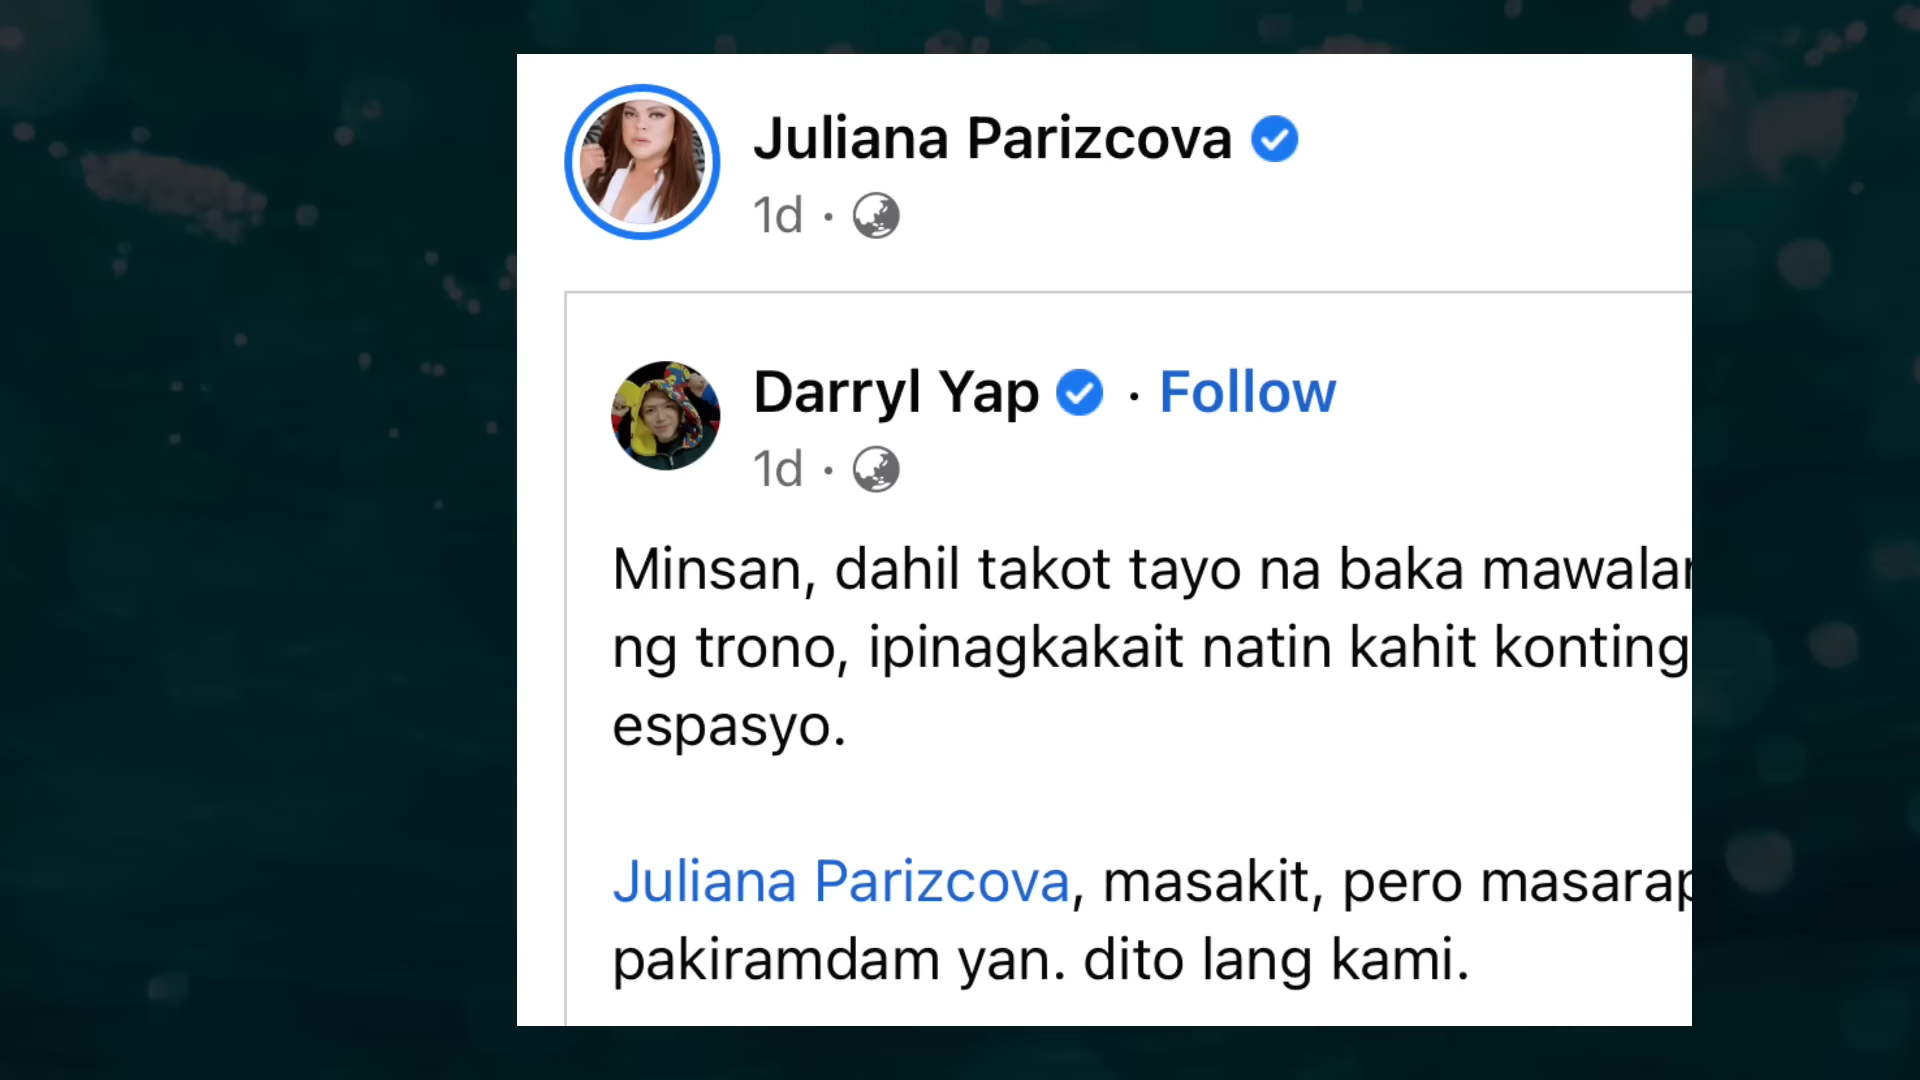 Juliana Parizcova
1d ·
Darryl Yap · Follow
1d ·
Minsan, dahil takot tayo na baka
ng trono, ipinagkakait natin kahit konting
espasyo.
Juliana Parizcova, masakit, pero masarap
pakiramdam yan. dito lang kami.